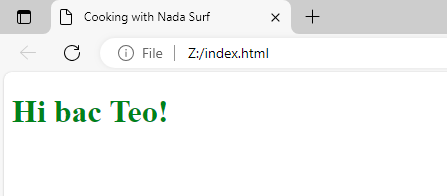 Cooking with Nada Surf
File
Z:/index.html
Hi bac Teo!